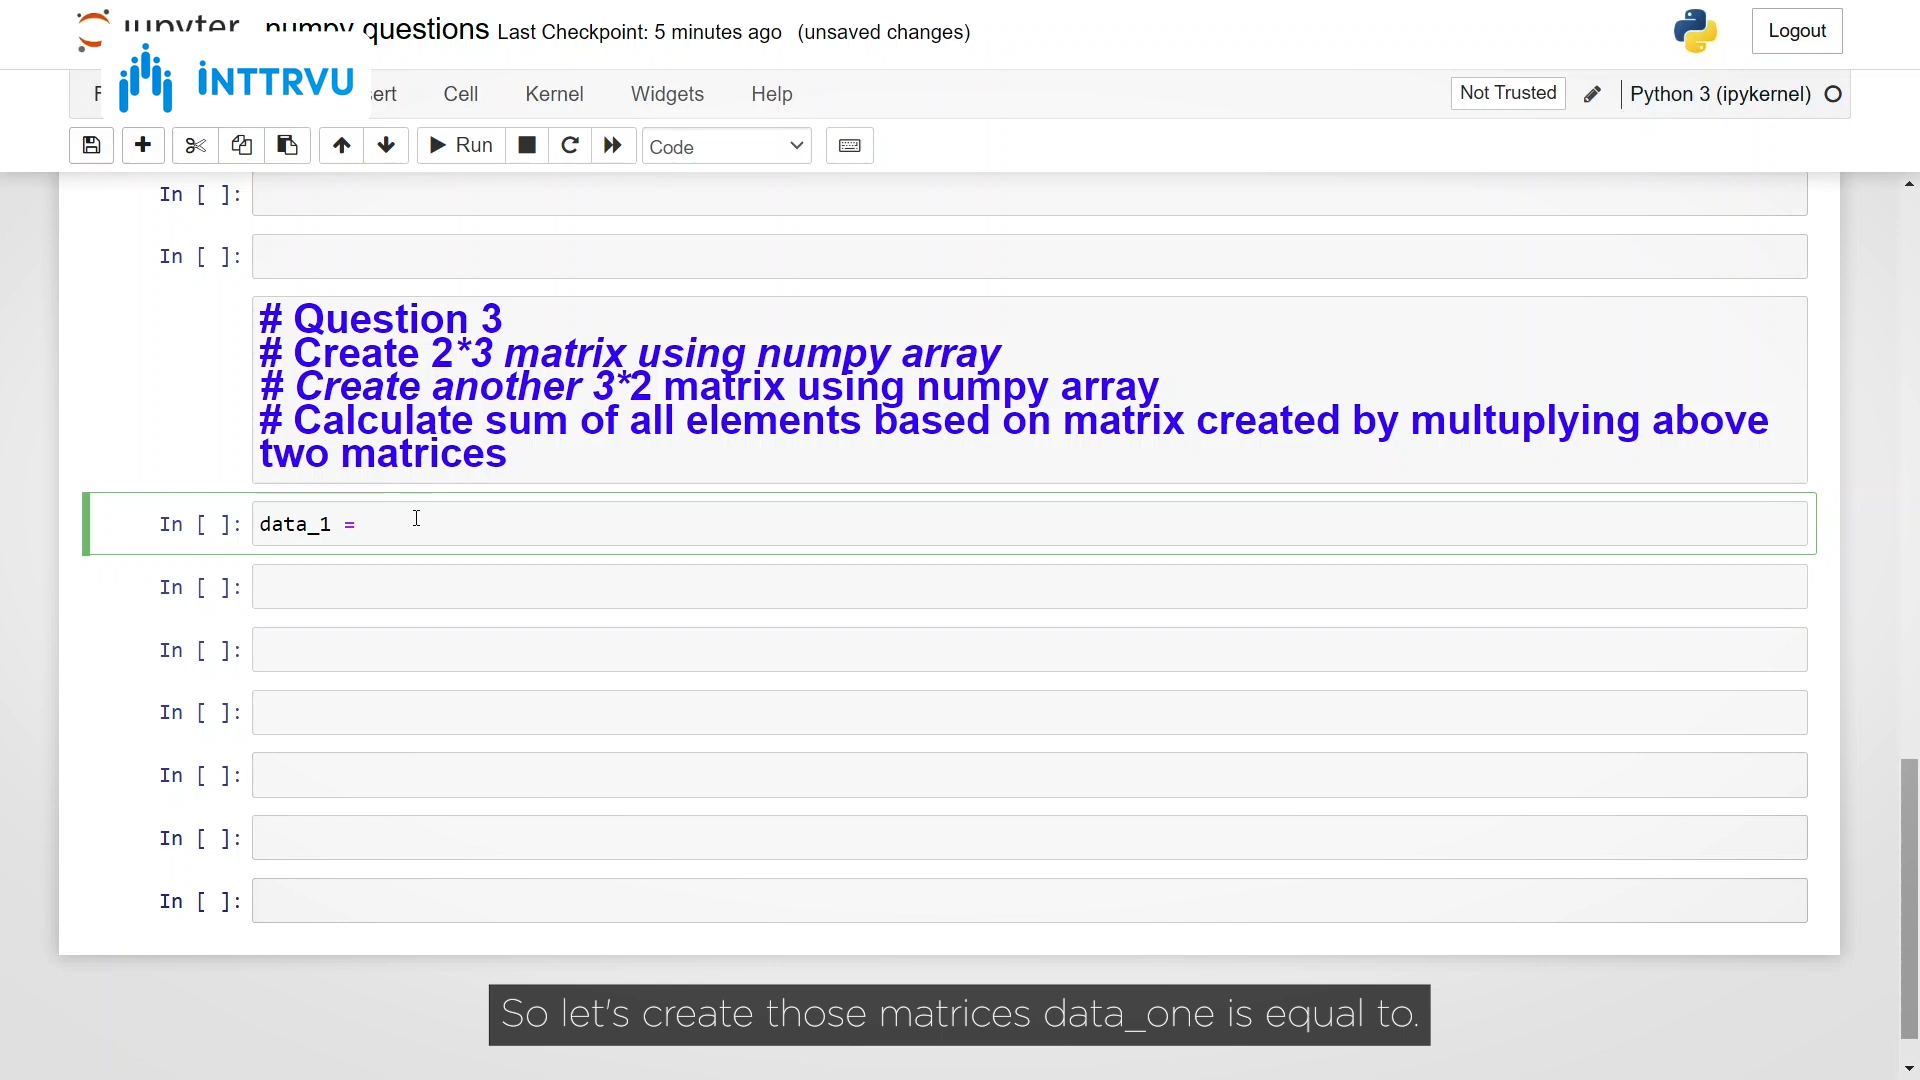 jupyter numpy questions Last Checkpoint: 5 minutes ago (unsaved changes) Logout
iNTTRVU
F ert Cell Kernel Widgets Help Not Trusted Python 3 (ipykernel)
Run Code
In [ ]:
In [ ]:
# Question 3
# Create 2*3 matrix using numpy array
# Create another 3*2 matrix using numpy array
# Calculate sum of all elements based on matrix created by multuplying above
two matrices
In [ ]: data_1 =
In [ ]:
In [ ]:
In [ ]:
In [ ]:
In [ ]:
In [ ]:
So let's create those matrices data_one is equal to.